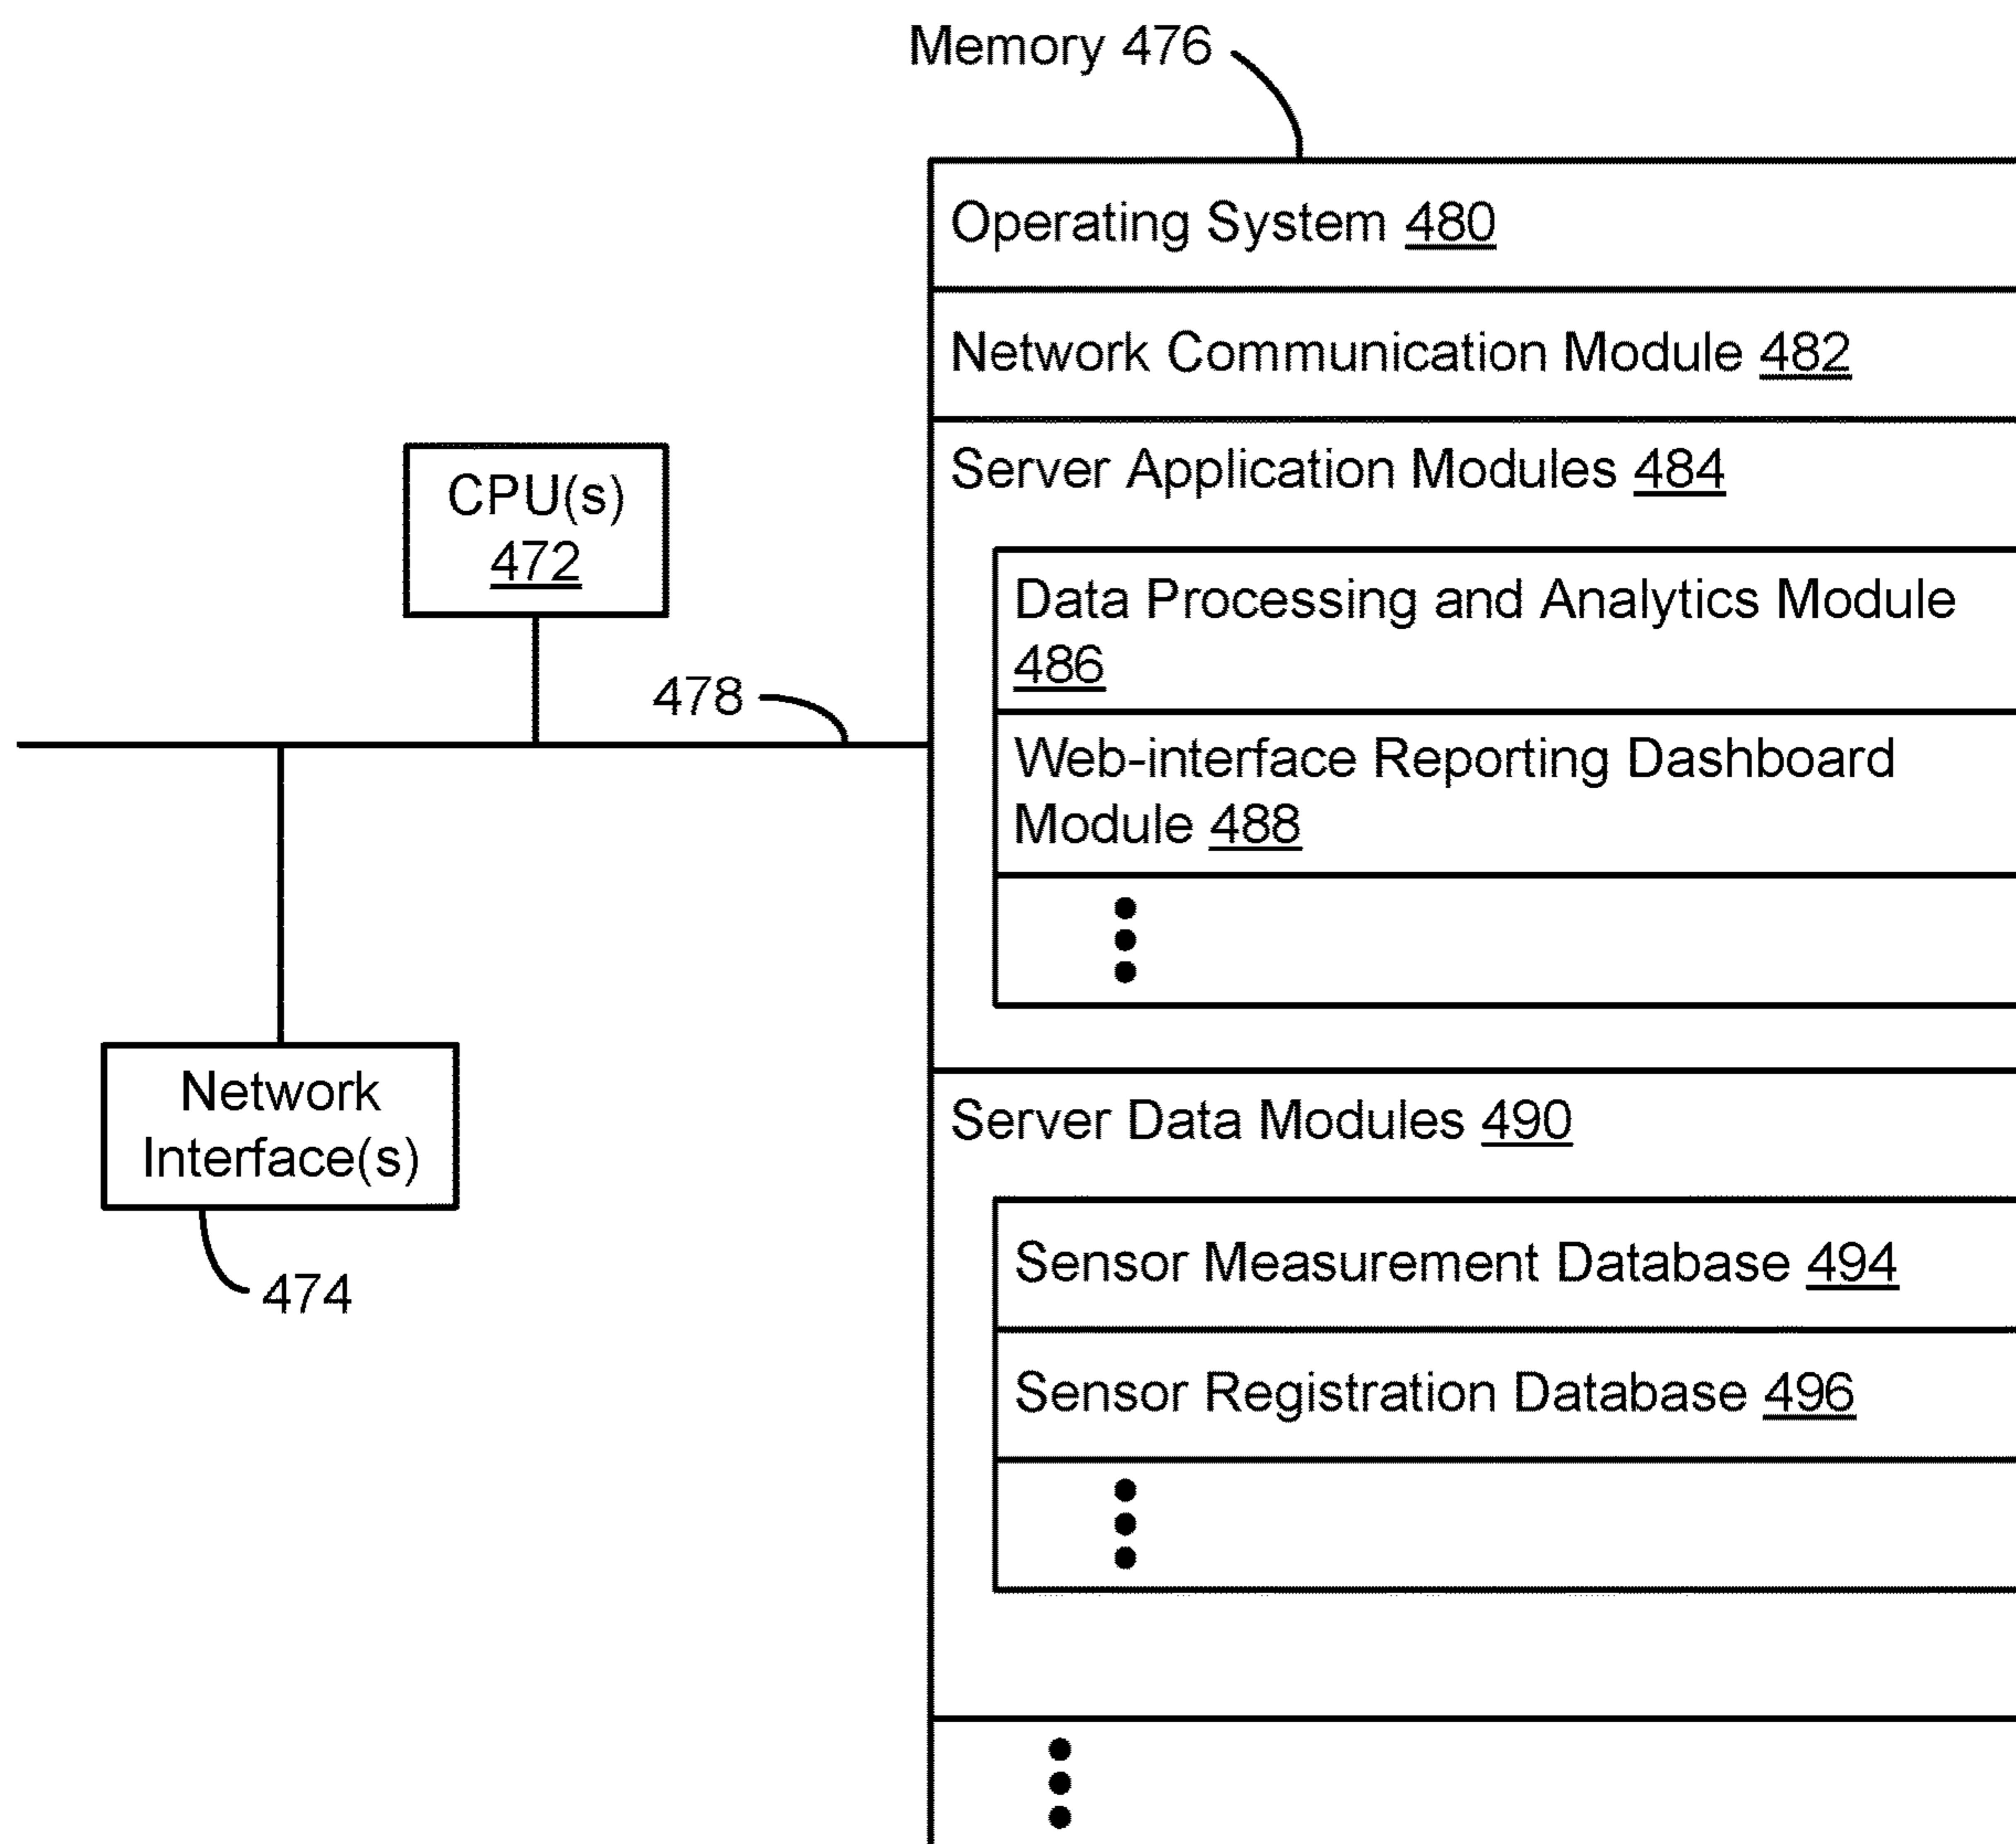 Memory 476
Operating System 480
Network Communication Module 482
Server Application Modules 484
CPU(s)
472
Data Processing and Analytics Module
486
478
Web-interface Reporting Dashboard
Module 488
Network
Interface(s)
474
Server Data Modules 490
Sensor Measurement Database 494
Sensor Registration Database 496